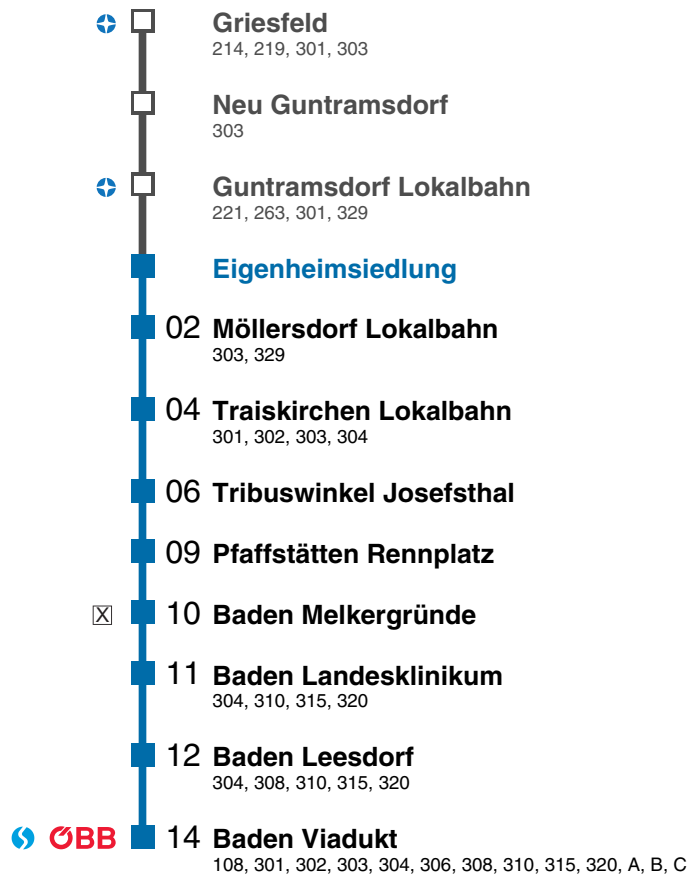 Griesfeld
214, 219, 301, 303
Neu Guntramsdorf
303
Guntramsdorf Lokalbahn
221, 263, 301, 329
Eigenheimsiedlung
02 Möllersdorf Lokalbahn
303, 329
04 Traiskirchen Lokalbahn
301, 302, 303, 304
06 Tribuswinkel Josefsthal
09 Pfaffstätten Rennplatz
X 10 Baden Melkergründe
11 Baden Landesklinikum
304, 310, 315, 320
12 Baden Leesdorf
304, 308, 310, 315, 320
ÖBB 14 Baden Viadukt
108, 301, 302, 303, 304, 306, 308, 310, 315, 320, A, B, C